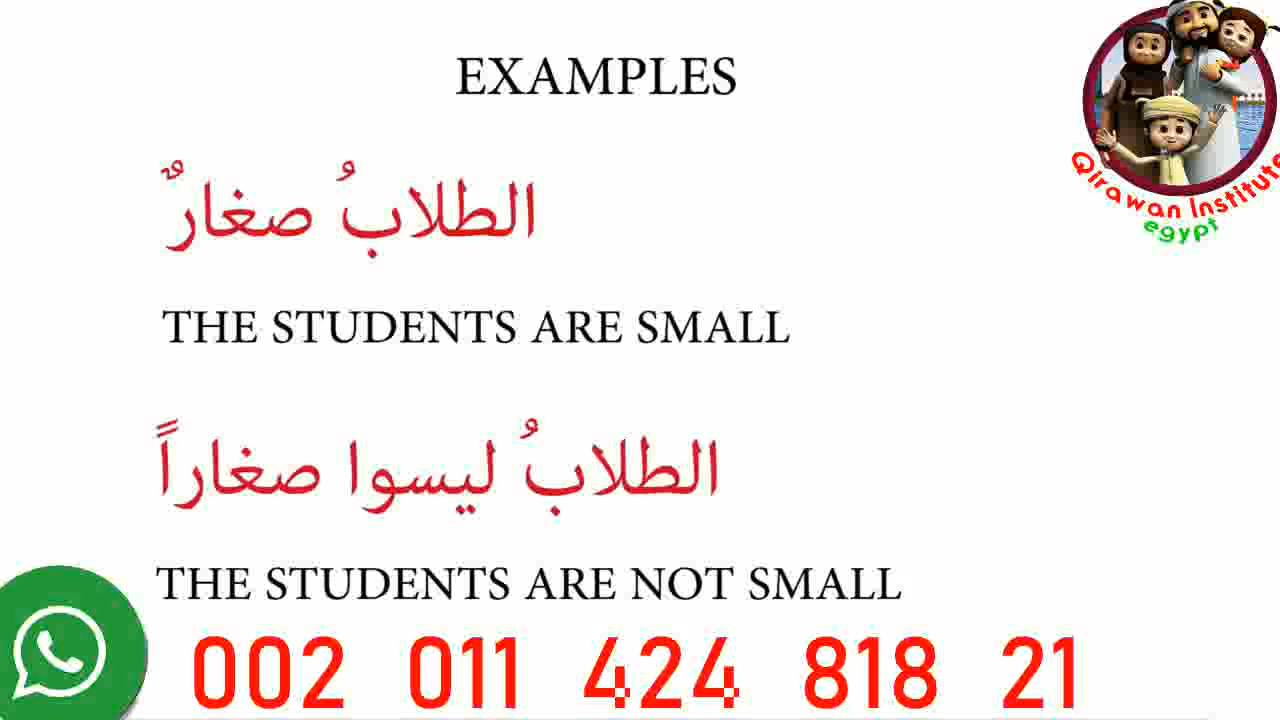 EXAMPLES
الطلابُ صغارٌ
THE STUDENTS ARE SMALL
الطلابُ ليسوا صغاراً
THE STUDENTS ARE NOT SMALL
002 011 424 818 21
Qirawan Institute
egypt